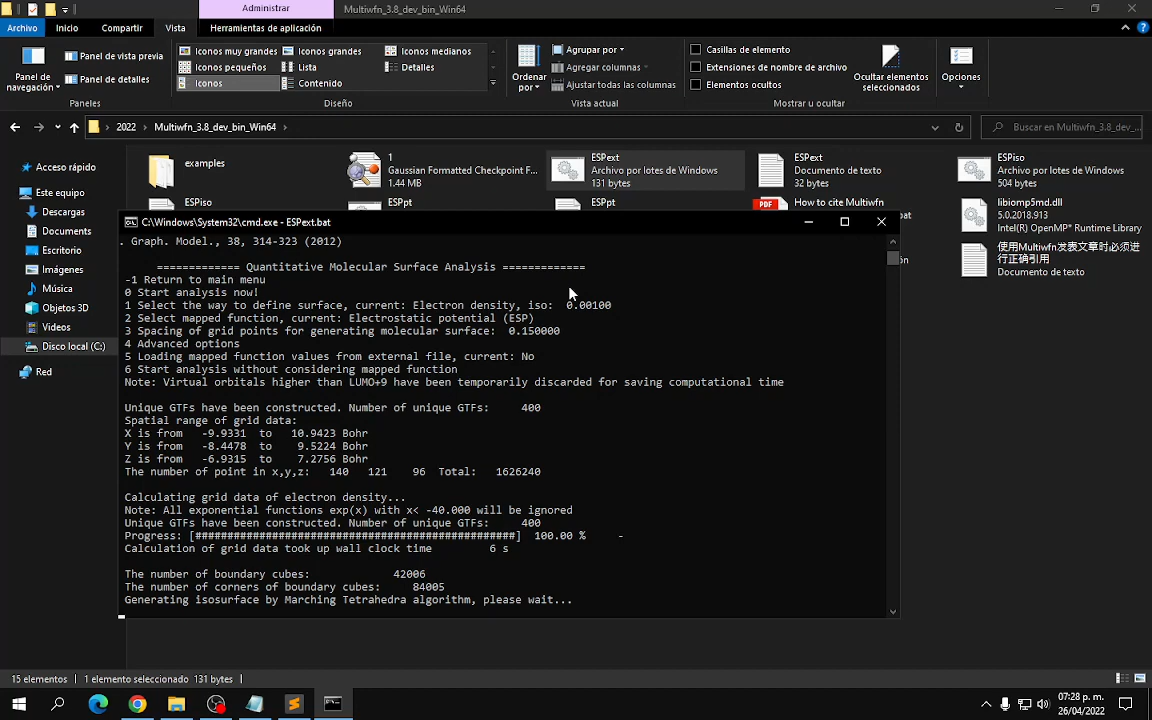 Administrar
Multiwfn_3.8_dev_bin_Win64
Archivo Inicio Compartir Vista Herramientas de aplicación
Panel de navegación
Panel de vista previa
Panel de detalles
Paneles
Iconos muy grandes Iconos grandes Iconos medianos
Iconos pequeños Lista Detalles
Iconos Contenido
Diseño
Ordenar por
Agrupar por
Agregar columnas
Ajustar todas las columnas
Vista actual
Casillas de elemento
Extensiones de nombre de archivo
Elementos ocultos
Ocultar elementos seleccionados
Mostrar u ocultar
Opciones
2022 > Multiwfn_3.8_dev_bin_Win64 >
Buscar en Multiwfn_3.8_dev_...
Acceso rápido
Este equipo
Descargas
Documents
Escritorio
Imágenes
Música
Objetos 3D
Videos
Disco local (C:)
Red
examples
1
Gaussian Formatted Checkpoint F...
1.44 MB
ESPext
Archivo por lotes de Windows
131 bytes
ESPext
Documento de texto
32 bytes
ESPiso
Archivo por lotes de Windows
504 bytes
ESPiso
ESPpt
ESPpt
PDF
How to cite Multiwfn
libiomp5md.dll
5.0.2018.913
Intel(R) OpenMP* Runtime Library
使用Multiwfn发表文章时必须进
行正确引用
Documento de texto
C:\Windows\System32\cmd.exe - ESPext.bat
. Graph. Model., 38, 314-323 (2012)
============= Quantitative Molecular Surface Analysis =============
-1 Return to main menu
0 Start analysis now!
1 Select the way to define surface, current: Electron density, iso: 0.00100
2 Select mapped function, current: Electrostatic potential (ESP)
3 Spacing of grid points for generating molecular surface: 0.150000
4 Advanced options
5 Loading mapped function values from external file, current: No
6 Start analysis without considering mapped function
Note: Virtual orbitals higher than LUMO+9 have been temporarily discarded for saving computational time
Unique GTFs have been constructed. Number of unique GTFs: 400
Spatial range of grid data:
X is from -9.9331 to 10.9423 Bohr
Y is from -8.4478 to 9.5224 Bohr
Z is from -6.9315 to 7.2756 Bohr
The number of point in x,y,z: 140 121 96 Total: 1626240
Calculating grid data of electron density...
Note: All exponential functions exp(x) with x< -40.000 will be ignored
Unique GTFs have been constructed. Number of unique GTFs: 400
Progress: [##################################################] 100.00 % -
Calculation of grid data took up wall clock time 6 s
The number of boundary cubes: 42006
The number of corners of boundary cubes: 84005
Generating isosurface by Marching Tetrahedra algorithm, please wait...
15 elementos 1 elemento seleccionado 131 bytes
07:28 p. m.
26/04/2022